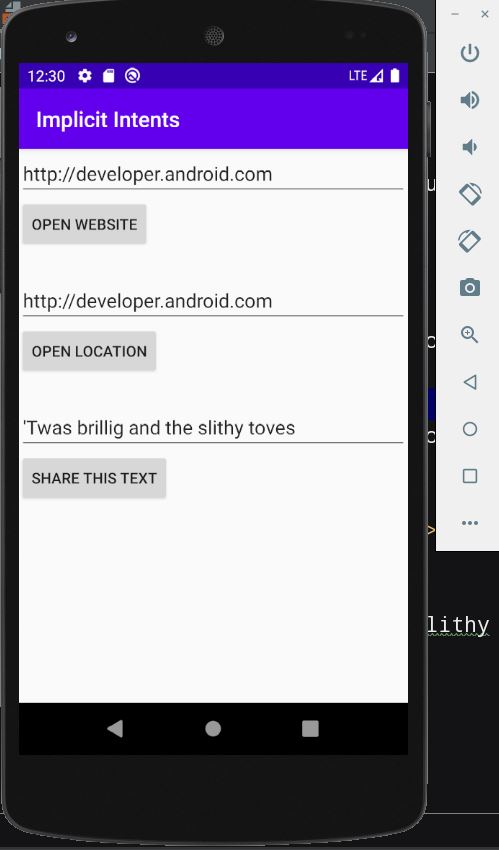 12:30 LTE
Implicit Intents
http://developer.android.com
OPEN WEBSITE
http://developer.android.com
OPEN LOCATION
'Twas brillig and the slithy toves
SHARE THIS TEXT
lithy